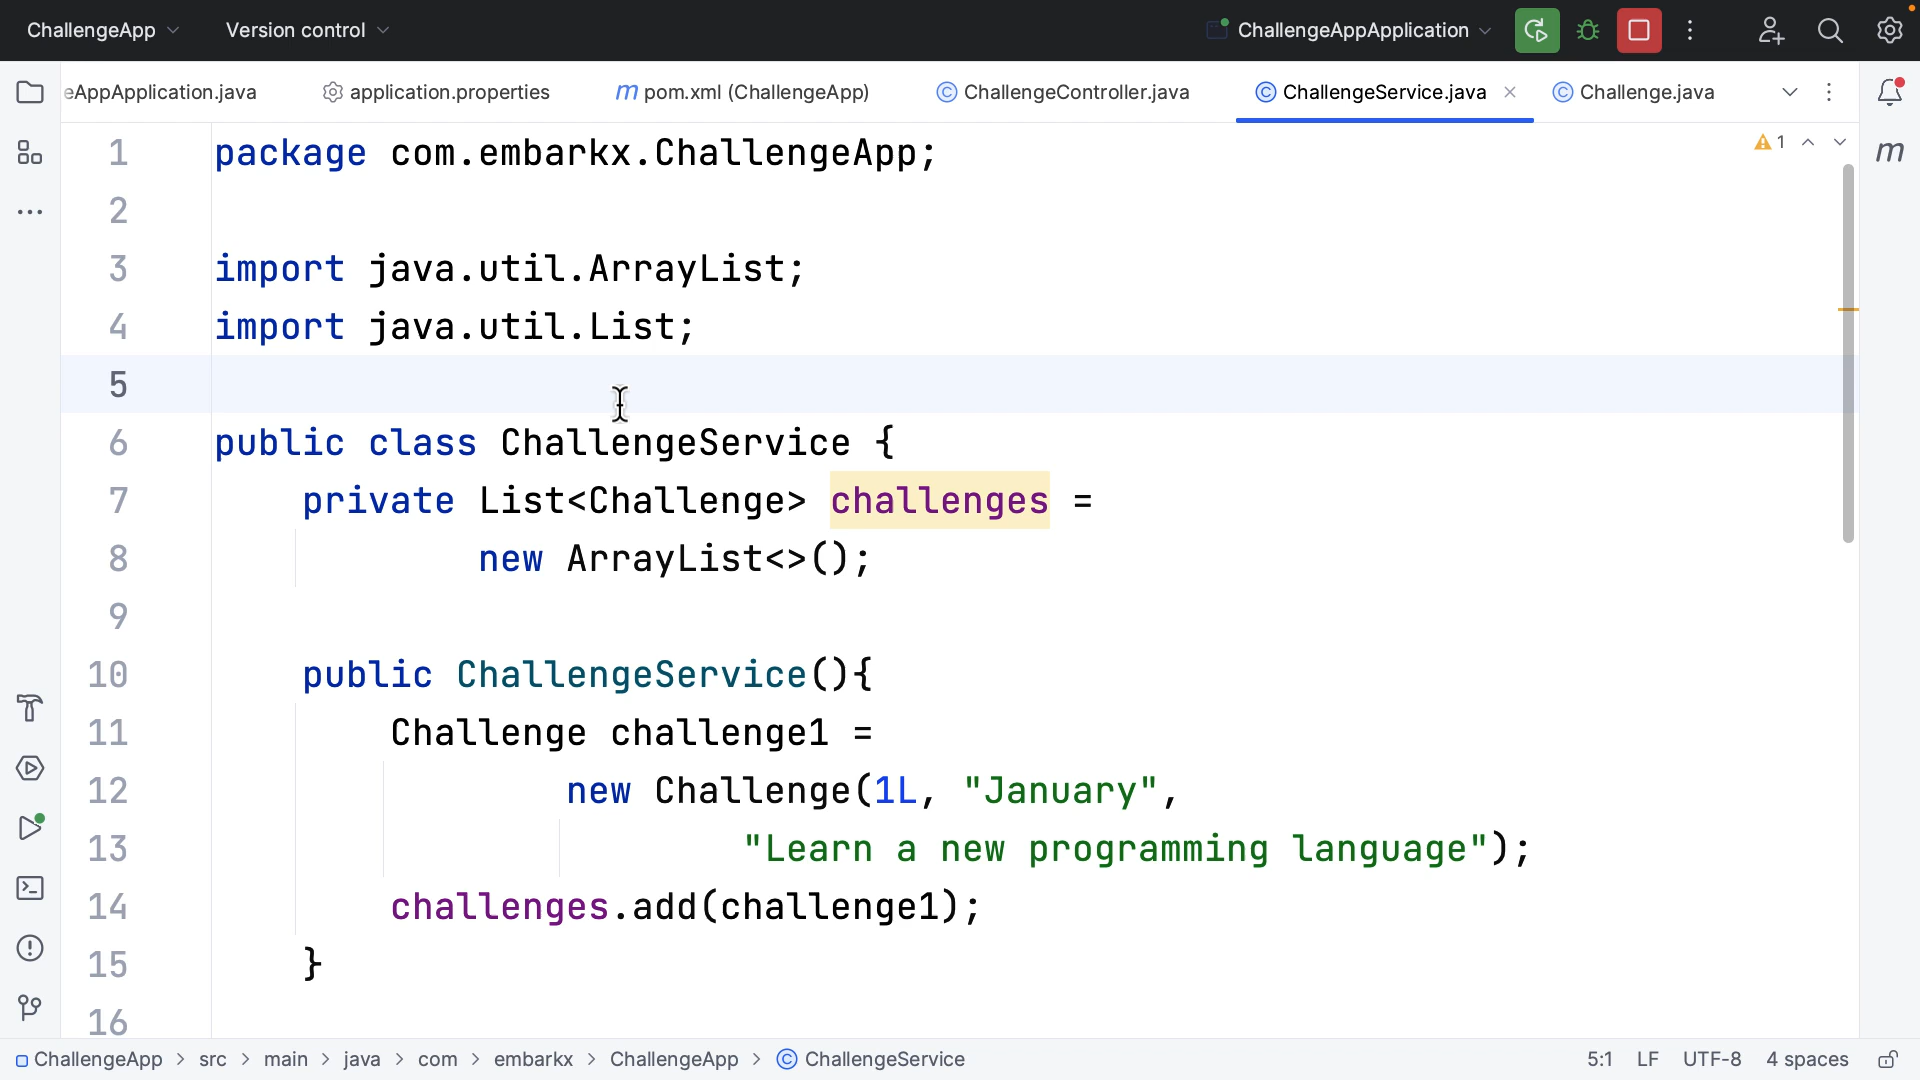 ChallengeApp Version control ChallengeAppApplication
eAppApplication.java application.properties m pom.xml (ChallengeApp) C ChallengeController.java C ChallengeService.java C Challenge.java
1 package com.embarkx.ChallengeApp; 1 m
2
3 import java.util.ArrayList;
4 import java.util.List;
5
6 public class ChallengeService {
7 private List<Challenge> challenges =
8 new ArrayList<>();
9
10 public ChallengeService(){
11 Challenge challenge1 =
12 new Challenge(1L, "January",
13 "Learn a new programming language");
14 challenges.add(challenge1);
15 }
16
ChallengeApp > src > main > java > com > embarkx > ChallengeApp > C ChallengeService 5:1 LF UTF-8 4 spaces